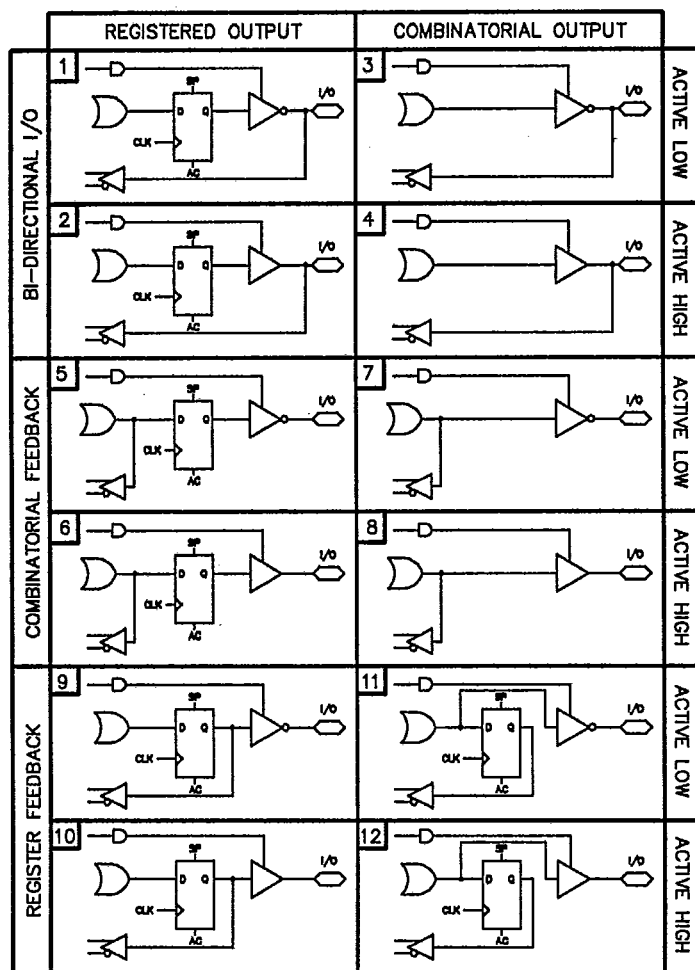 REGISTERED OUTPUT
COMBINATORIAL OUTPUT
BI-DIRECTIONAL I/O
COMBINATORIAL FEEDBACK
REGISTER FEEDBACK
1
SP
D Q
CLK
AC
I/O
3
I/O
ACTIVE LOW
2
SP
D Q
CLK
AC
I/O
4
I/O
ACTIVE HIGH
5
SP
D Q
CLK
AC
I/O
7
I/O
ACTIVE LOW
6
SP
D Q
CLK
AC
I/O
8
I/O
ACTIVE HIGH
9
SP
D Q
CLK
AC
I/O
11
SP
D Q
CLK
AC
I/O
ACTIVE LOW
10
SP
D Q
CLK
AC
I/O
12
SP
D Q
CLK
AC
I/O
ACTIVE HIGH